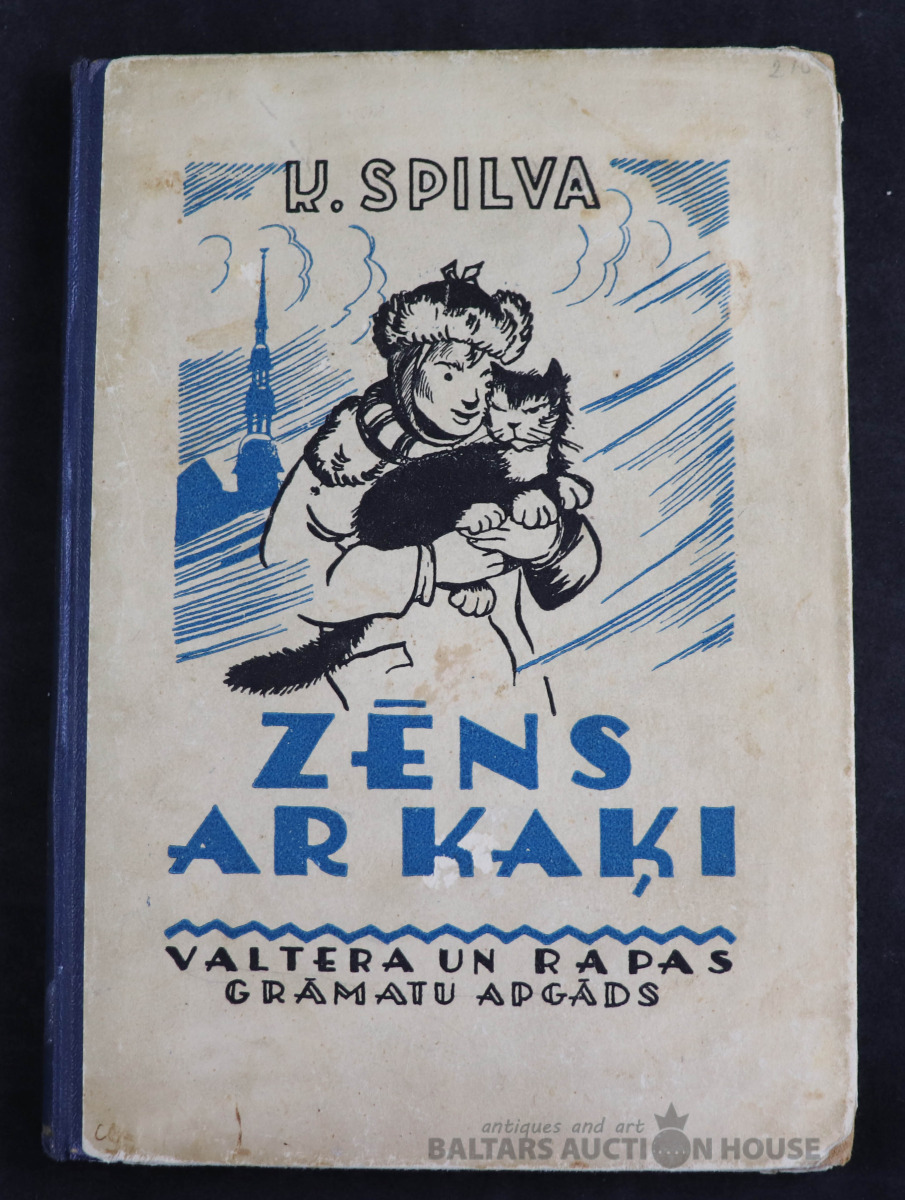 K. SPILVA
ZĒNS
AR KAĶI
VALTERA UN RAPAS
GRĀMATU APGĀDS
antiques and art
BALTARS AUCTION HOUSE